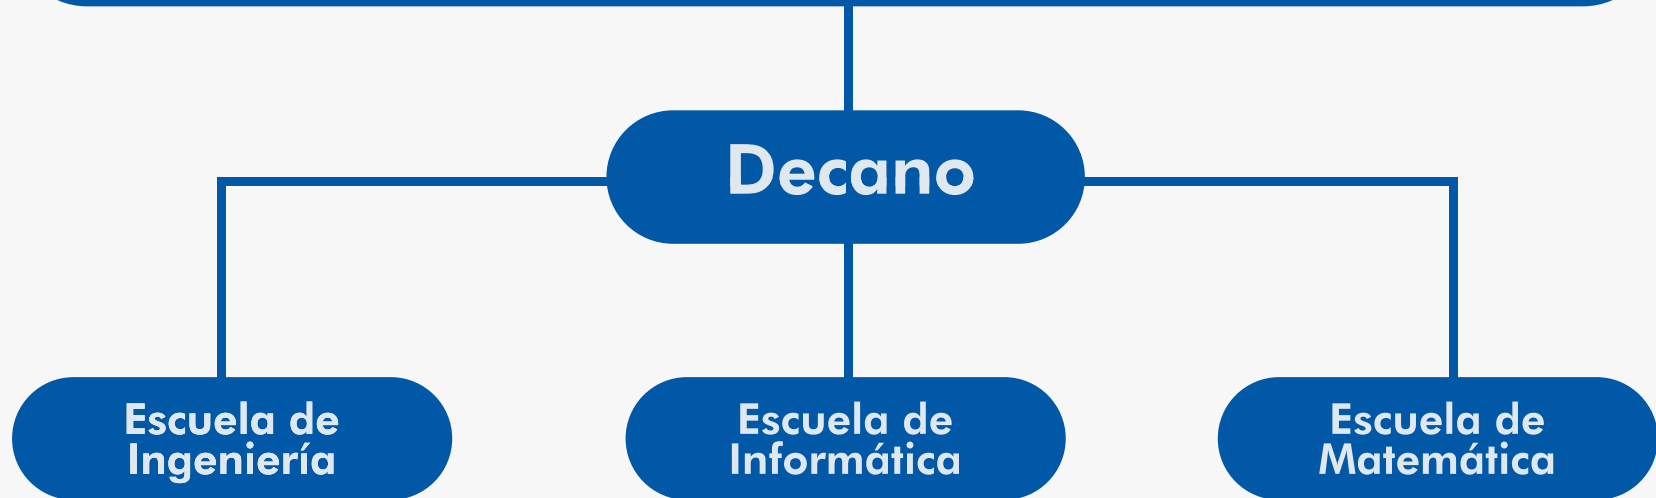 Decano
Escuela de
Ingeniería
Escuela de
Informática
Escuela de
Matemática